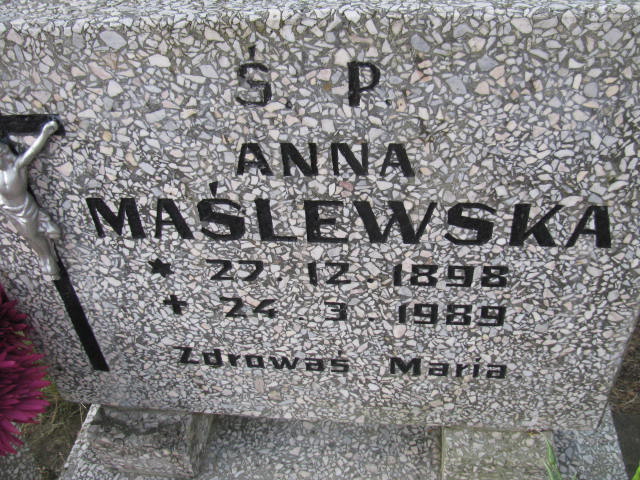 Ś. P.
ANNA
MAŚLEWSKA
* 27.12.1898
+ 24.3.1989
Zdrowaś Maria